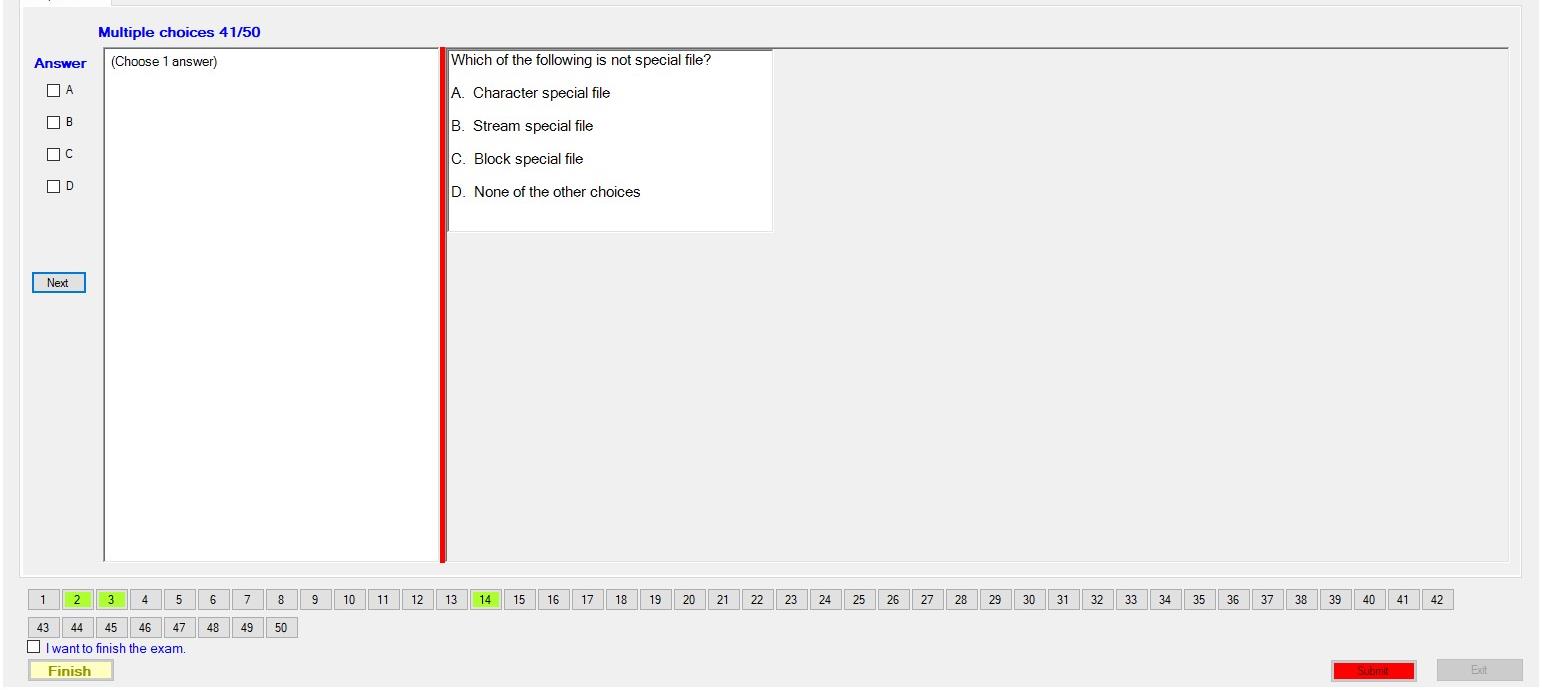 Multiple choices 41/50
Answer
A
B
C
D
Next
(Choose 1 answer)
Which of the following is not special file?
A. Character special file
B. Stream special file
C. Block special file
D. None of the other choices
1 2 3 4 5 6 7 8 9 10 11 12 13 14 15 16 17 18 19 20 21 22 23 24 25 26 27 28 29 30 31 32 33 34 35 36 37 38 39 40 41 42
43 44 45 46 47 48 49 50
I want to finish the exam.
Finish
Submit
Exit